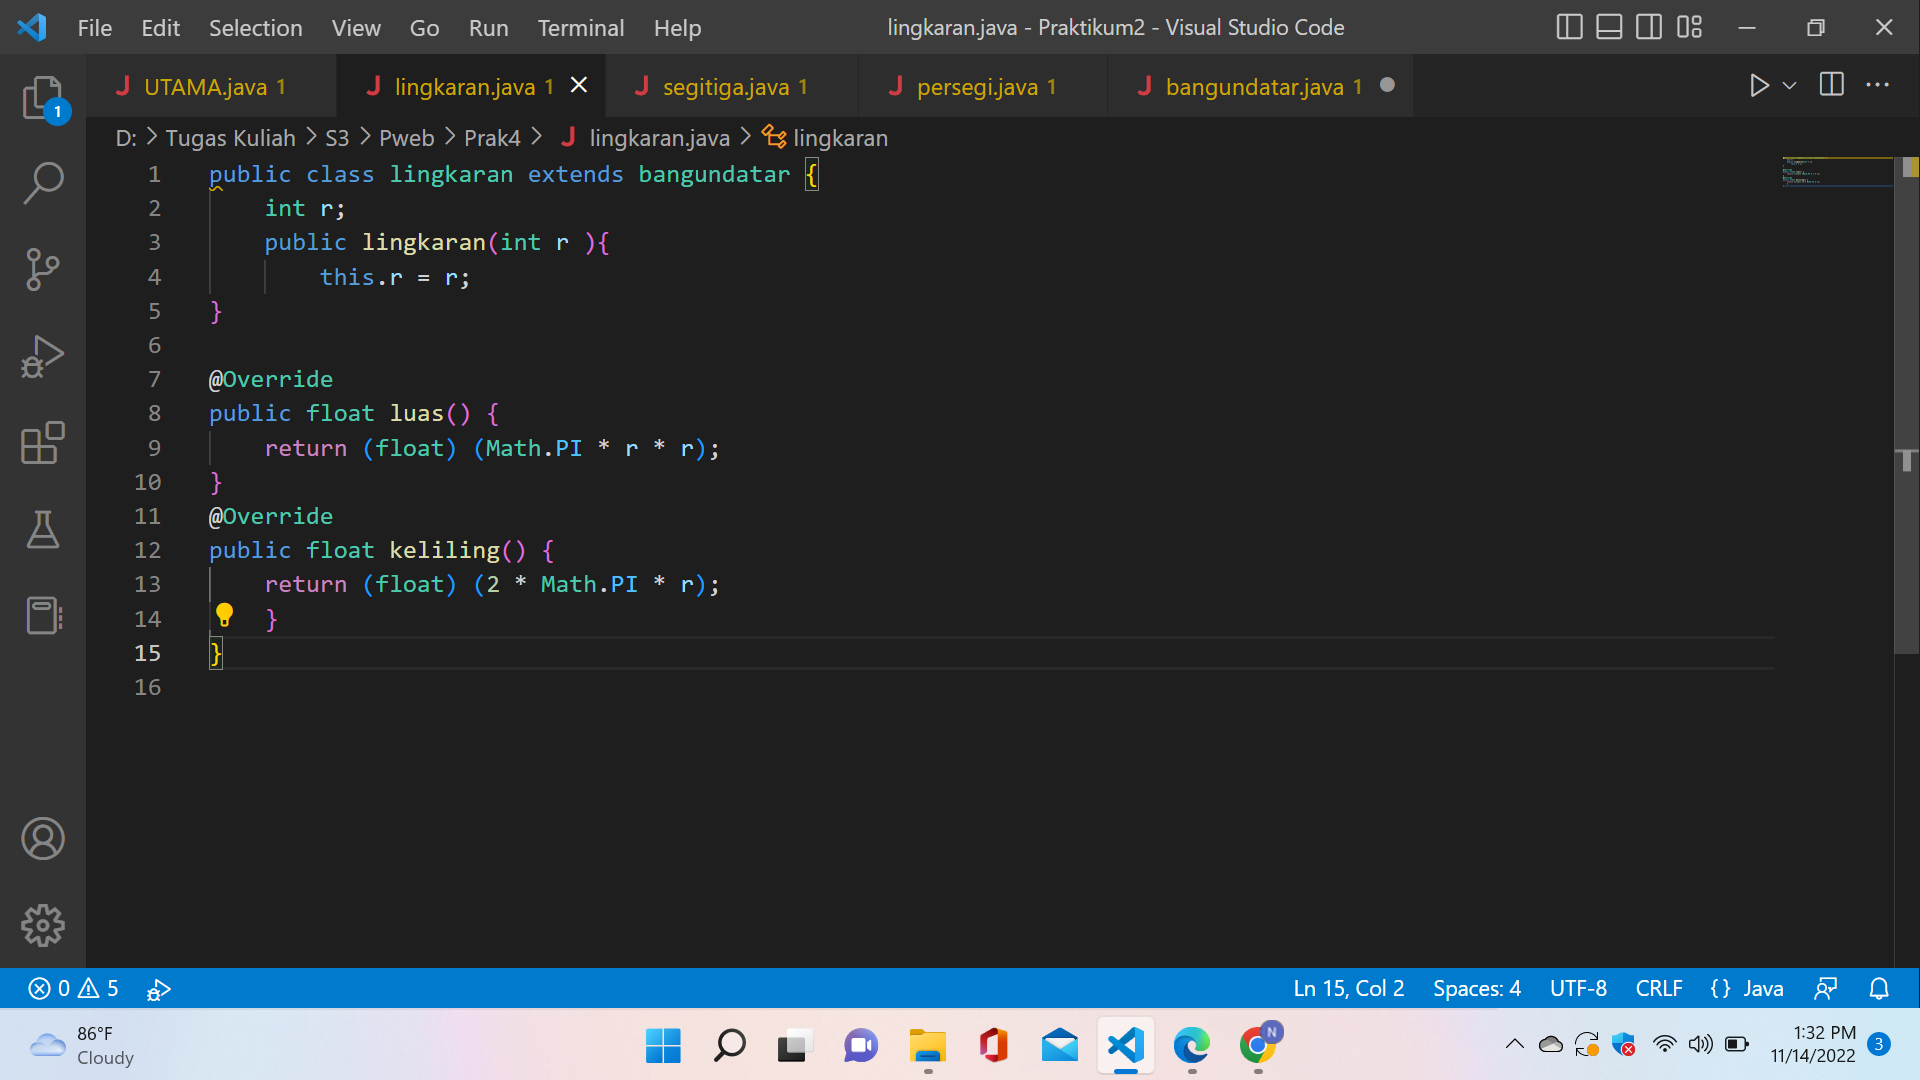 File Edit Selection View Go Run Terminal Help lingkaran.java - Praktikum2 - Visual Studio Code
UTAMA.java 1 lingkaran.java 1 segitiga.java 1 persegi.java 1 bangundatar.java 1
1
D: > Tugas Kuliah > S3 > Pweb > Prak4 > lingkaran.java > lingkaran
1 public class lingkaran extends bangundatar {
2     int r;
3     public lingkaran(int r ){
4         this.r = r;
5 }
6
7 @Override
8 public float luas() {
9     return (float) (Math.PI * r * r);
10 }
11 @Override
12 public float keliling() {
13     return (float) (2 * Math.PI * r);
14     }
15 }
16
0 5 Ln 15, Col 2 Spaces: 4 UTF-8 CRLF {} Java
86°F
Cloudy
N
1:32 PM
11/14/2022
3